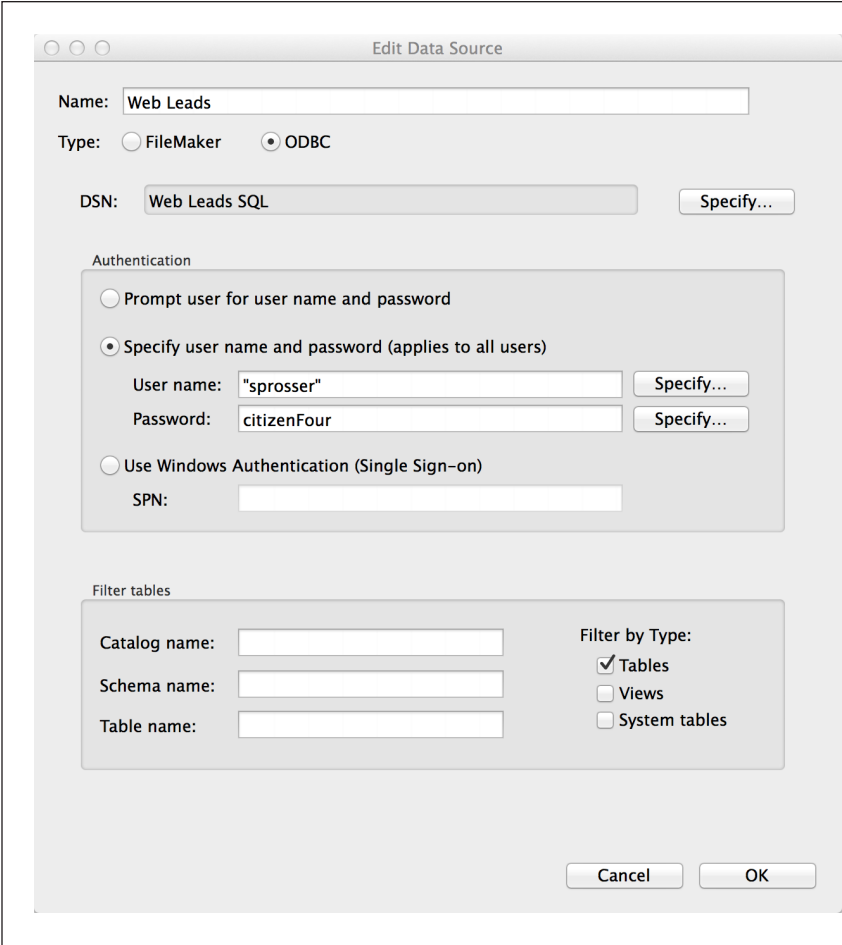 Edit Data Source
Name: Web Leads
Type: FileMaker ODBC
DSN: Web Leads SQL Specify...
Authentication
Prompt user for user name and password
Specify user name and password (applies to all users)
User name: "sprosser" Specify...
Password: citizenFour Specify...
Use Windows Authentication (Single Sign-on)
SPN:
Filter tables
Catalog name: Filter by Type:
Tables
Schema name: Views
Table name: System tables
Cancel OK